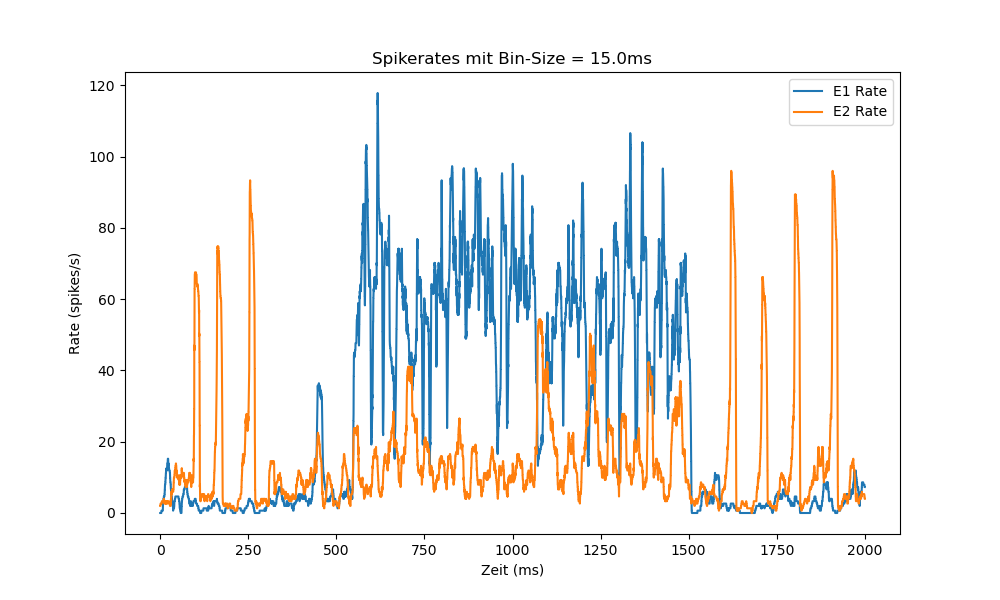 Spikerates mit Bin-Size = 15.0ms
E1 Rate
E2 Rate
120
100
80
60
40
20
0
Rate (spikes/s)
0 250 500 750 1000 1250 1500 1750 2000
Zeit (ms)